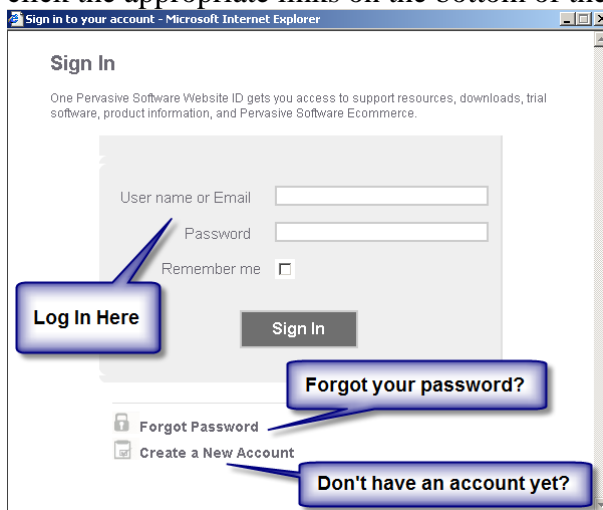 click the appropriate links on the bottom of the
Sign in to your account - Microsoft Internet Explorer
Sign In
One Pervasive Software Website ID gets you access to support resources, downloads, trial
software, product information, and Pervasive Software Ecommerce.
User name or Email
Password
Remember me
Log In Here
Sign In
Forgot your password?
Forgot Password
Create a New Account
Don't have an account yet?